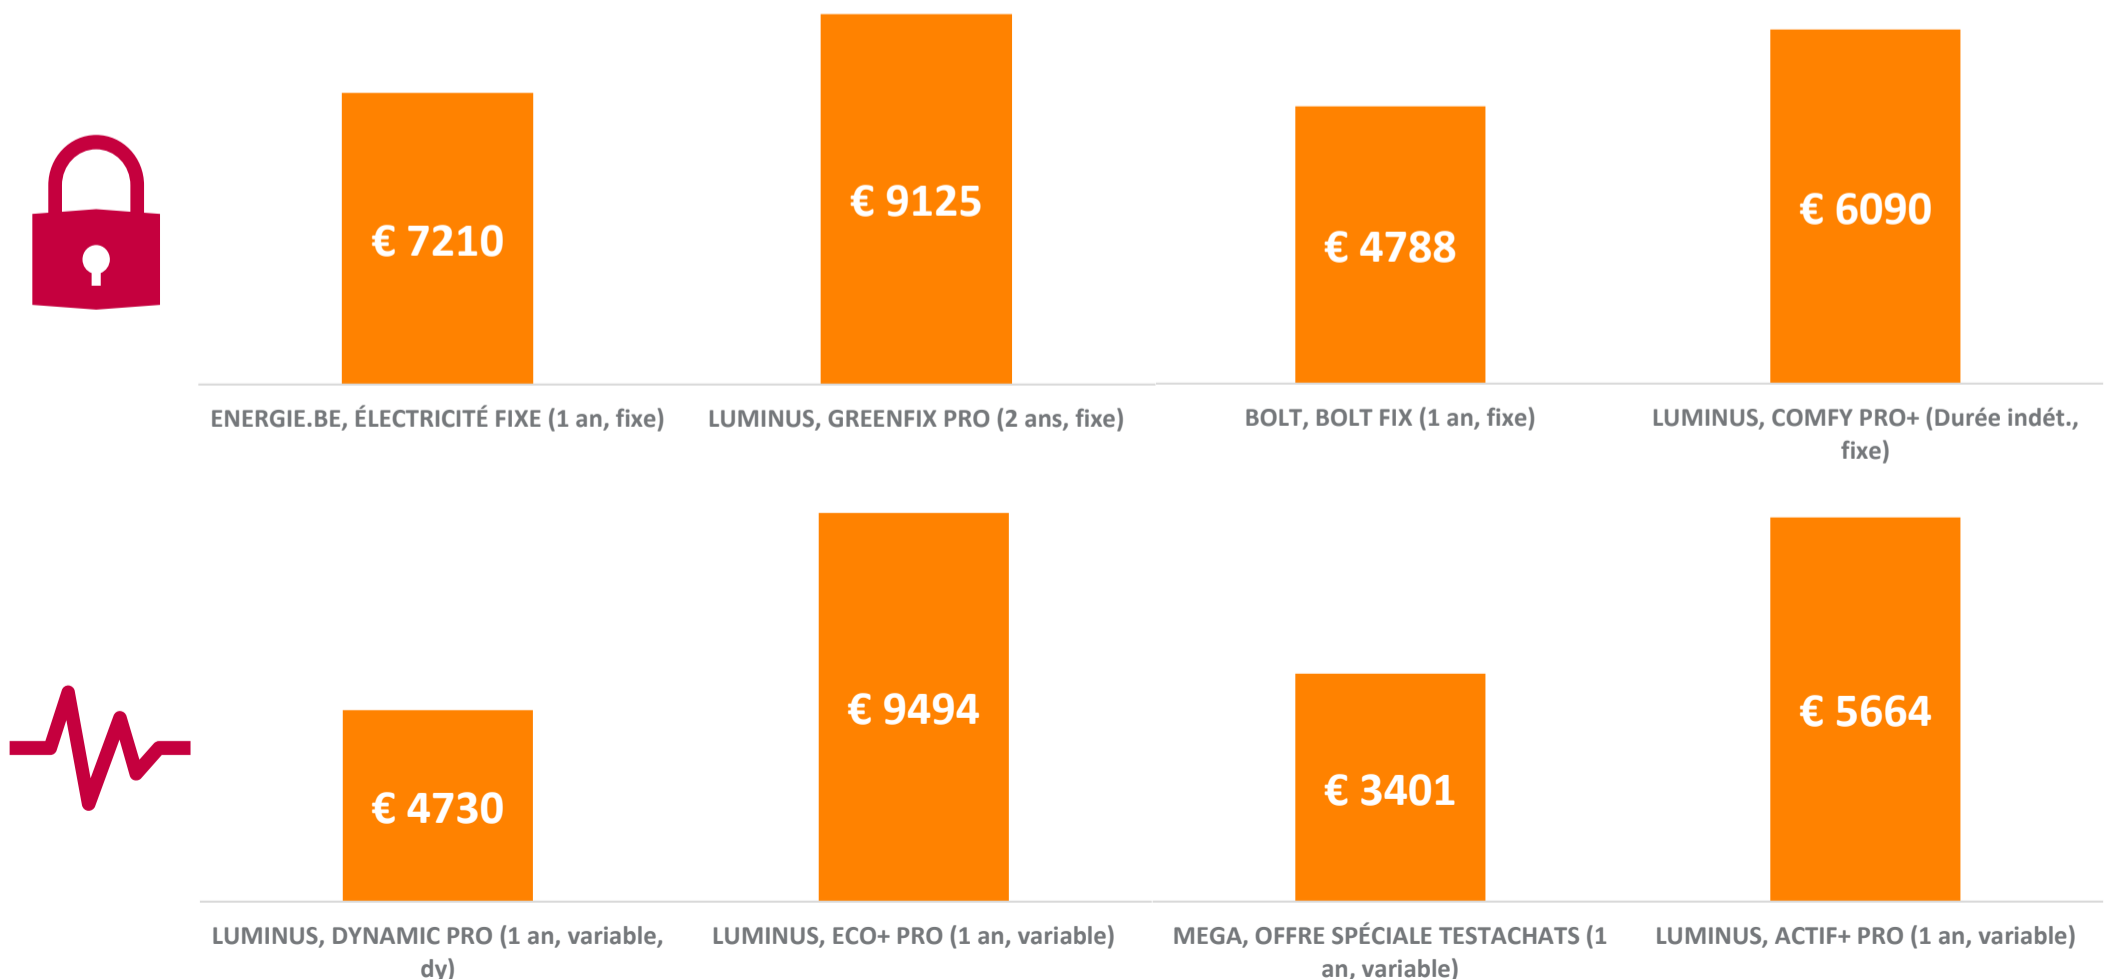 € 7210
€ 9125
€ 4788
€ 6090
ENERGIE.BE, ÉLECTRICITÉ FIXE (1 an, fixe)
LUMINUS, GREENFIX PRO (2 ans, fixe)
BOLT, BOLT FIX (1 an, fixe)
LUMINUS, COMFY PRO+ (Durée indét.,
fixe)
€ 4730
€ 9494
€ 3401
€ 5664
LUMINUS, DYNAMIC PRO (1 an, variable,
dy)
LUMINUS, ECO+ PRO (1 an, variable)
MEGA, OFFRE SPÉCIALE TESTACHATS (1
an, variable)
LUMINUS, ACTIF+ PRO (1 an, variable)